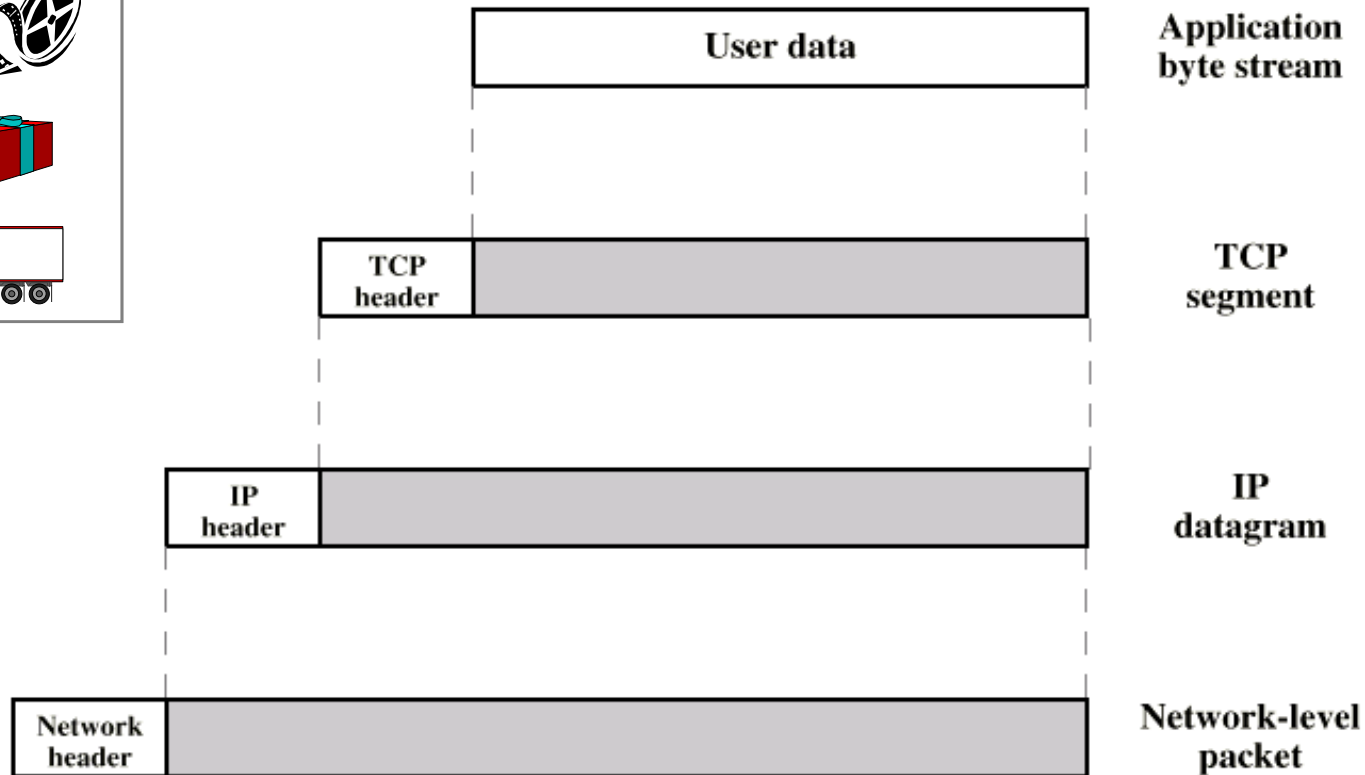 User data
Application
byte stream
TCP
header
TCP
segment
IP
header
IP
datagram
Network
header
Network-level
packet